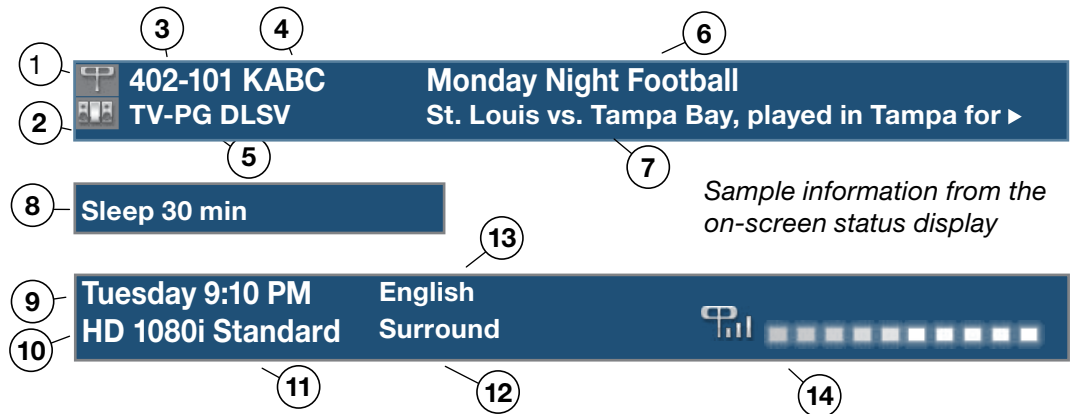 3 4 6
1 402-101 KABC Monday Night Football
2 TV-PG DLSV St. Louis vs. Tampa Bay, played in Tampa for ▶
5 7
8 Sleep 30 min
Sample information from the
on-screen status display
13
9 Tuesday 9:10 PM English
10 HD 1080i Standard Surround
11 12 14